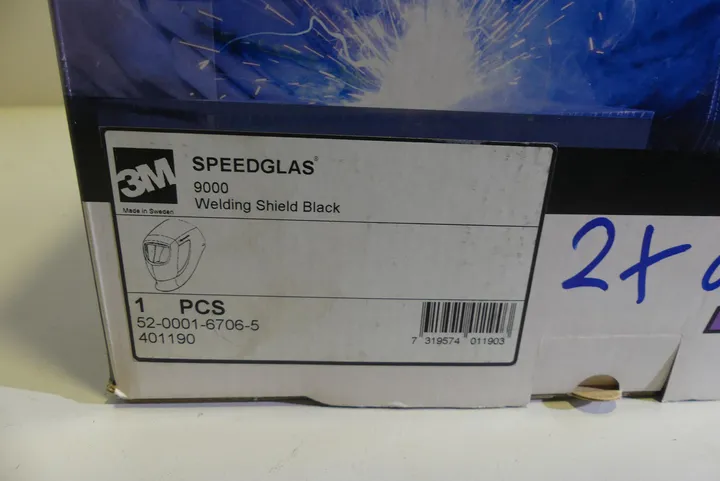 3M
SPEEDGLAS®
9000
Welding Shield Black
Made in Sweden
1 PCS
52-0001-6706-5
401190
7 319574 011903
2x